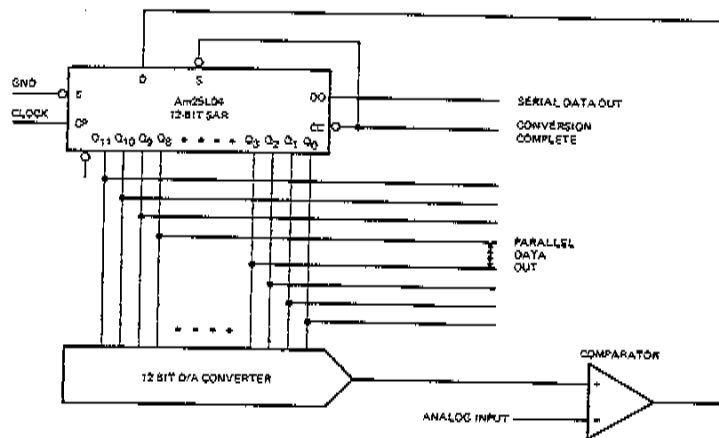 D
S
GND
E
Am25L04
12-BIT SAR
DO
SERIAL DATA OUT
CLOCK
CP
CC
CONVERSION
COMPLETE
Q11 Q10 Q9 Q8 • • • • Q3 Q2 Q1 Q0
PARALLEL
DATA
OUT
• • • •
COMPARATOR
12 BIT D/A CONVERTER
+
ANALOG INPUT
−